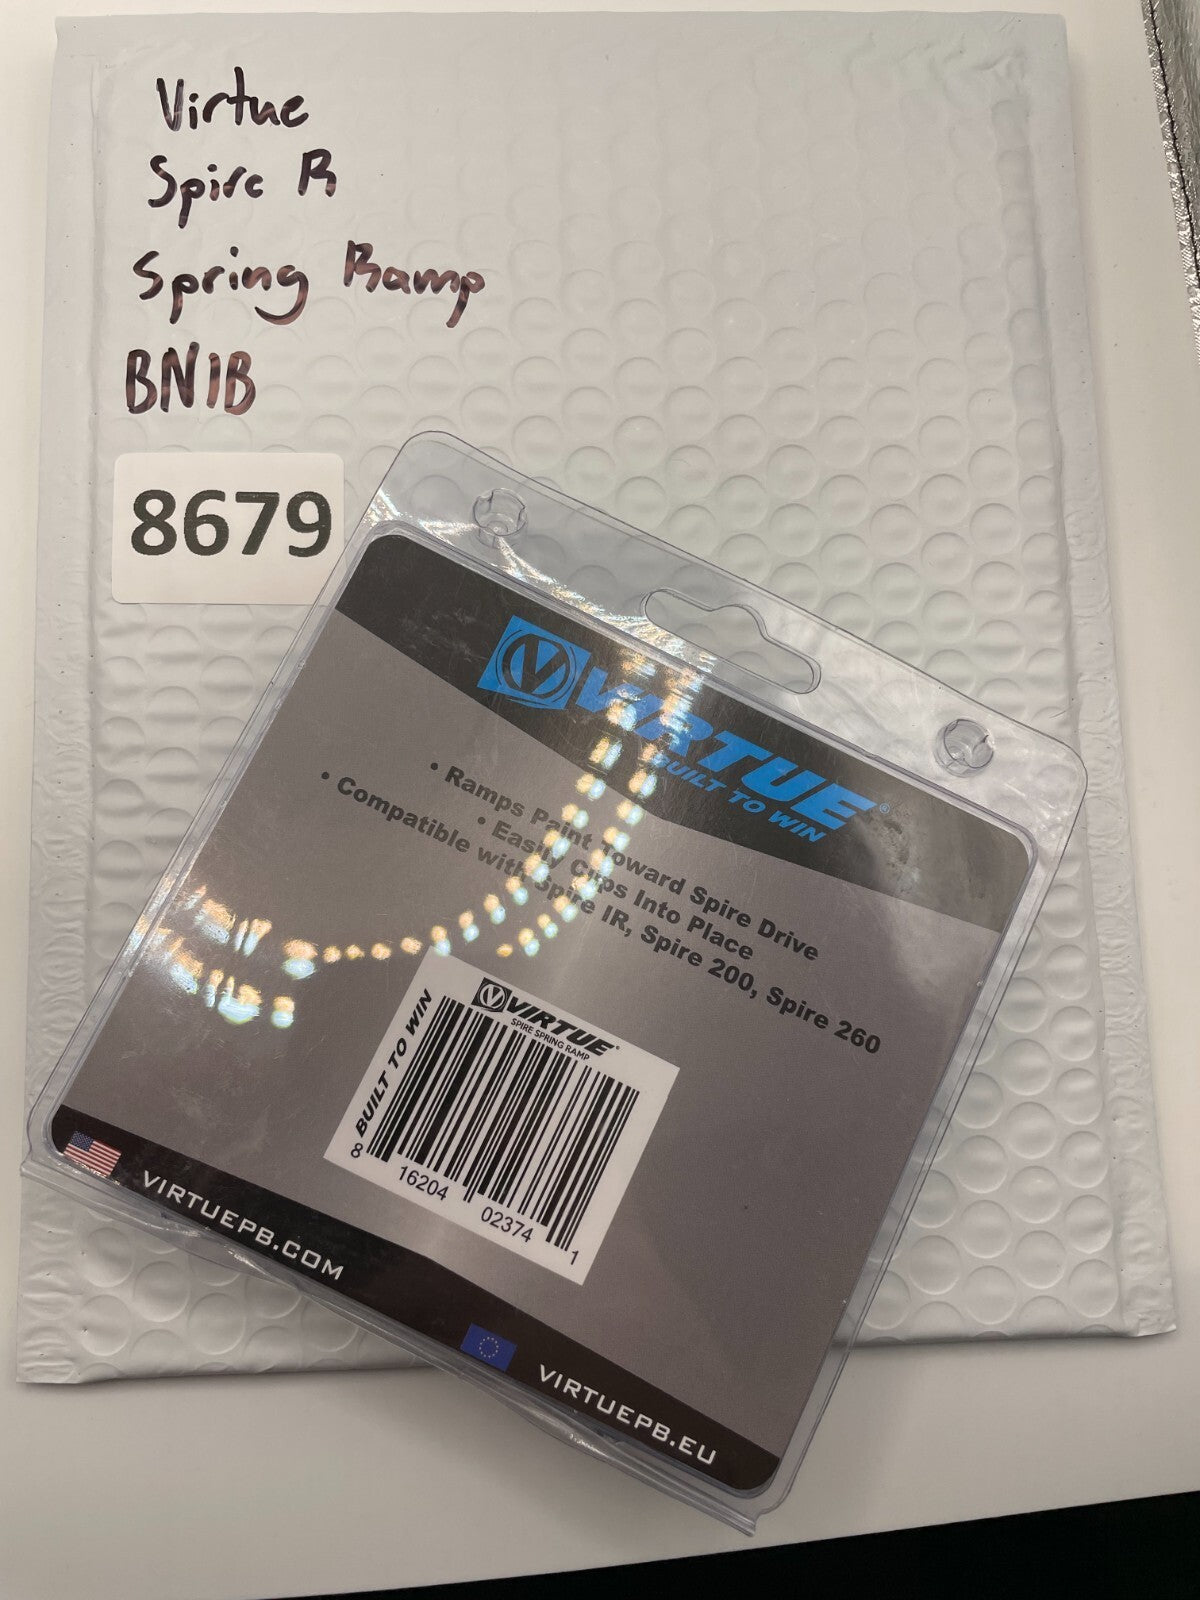 Virtue
Spire R
Spring Ramp
BNIB
8679
VIRTUE®
BUILT TO WIN
• Ramps Paint Toward Spire Drive
• Easily Clips Into Place
• Compatible with Spire IR, Spire 200, Spire 260
VIRTUE
SPIRE SPRING RAMP
BUILT TO WIN
8 16204 02374 1
VIRTUEPB.COM
VIRTUEPB.EU